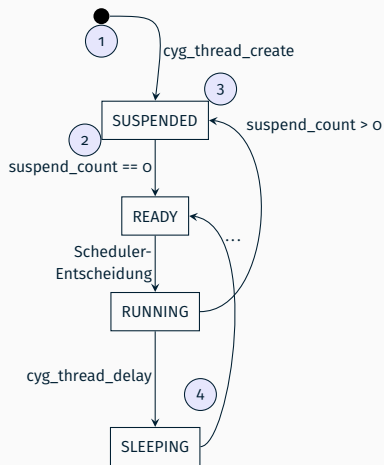 1
cyg_thread_create
3
SUSPENDED
suspend_count > 0
2
suspend_count == 0
READY
...
Scheduler-
Entscheidung
RUNNING
cyg_thread_delay
4
SLEEPING